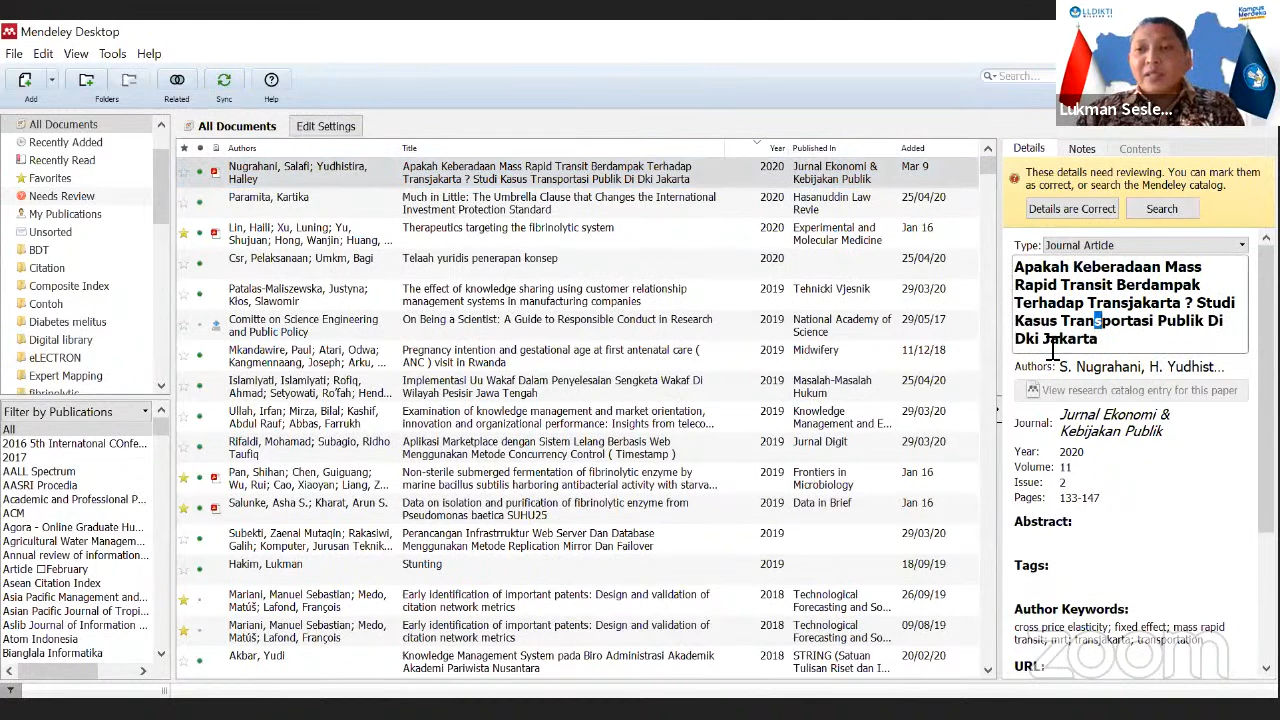 Mendeley Desktop
File Edit View Tools Help
Add Folders Related Sync Help
Search...
LLDIKTI
Kampus Merdeka
Lukman Sesle...
All Documents
Recently Added
Recently Read
Favorites
Needs Review
My Publications
Unsorted
BDT
Citation
Composite Index
Contoh
Diabetes melitus
Digital library
eLECTRON
Expert Mapping
fibrinolytic
Filter by Publications
All
2016 5th Internatonal COnfe...
2017
AALL Spectrum
AASRI Procedia
Academic and Professional P...
ACM
Agora - Online Graduate Hu...
Agricultural Water Managem...
Annual review of information...
Article □February
Asean Citation Index
Asia Pacific Management and...
Asian Pacific Journal of Tropi...
Aslib Journal of Information ...
Atom Indonesia
Bianglala Informatika
All Documents Edit Settings
Authors Title Year Published In Added
Nugrahani, Salafi; Yudhistira, Apakah Keberadaan Mass Rapid Transit Berdampak Terhadap 2020 Jurnal Ekonomi & Mar 9
Halley Transjakarta ? Studi Kasus Transportasi Publik Di Dki Jakarta Kebijakan Publik
Paramita, Kartika Much in Little: The Umbrella Clause that Changes the International 2020 Hasanuddin Law 25/04/20
Investment Protection Standard Revie
Lin, Haili; Xu, Luning; Yu, Therapeutics targeting the fibrinolytic system 2020 Experimental and Jan 16
Shujuan; Hong, Wanjin; Huang, ... Molecular Medicine
Csr, Pelaksanaan; Umkm, Bagi Telaah yuridis penerapan konsep 2020 25/04/20
Patalas-Maliszewska, Justyna; The effect of knowledge sharing using customer relationship 2020 Tehnicki Vjesnik 29/03/20
Kłos, Sławomir management systems in manufacturing companies
Comitte on Science Engineering On Being a Scientist: A Guide to Responsible Conduct in Research National Academy of 29/05/17
and Public Policy Science
Mkandawire, Paul; Atari, Odwa; Pregnancy intention and gestational age at first antenatal care ( 2019 Midwifery 11/12/18
Kangmennaang, Joseph; Arku, ... ANC ) visit in Rwanda
Islamiyati, Islamiyati; Rofiq, Implementasi Uu Wakaf Dalam Penyelesaian Sengketa Wakaf Di 2019 Masalah-Masalah 25/04/20
Ahmad; Setyowati, Ro'fah; Hend... Wilayah Pesisir Jawa Tengah Hukum
Ullah, Irfan; Mirza, Bilal; Kashif, Examination of knowledge management and market orientation, 2019 Knowledge 29/03/20
Abdul Rauf; Abbas, Farrukh innovation and organizational performance: Insights from teleco... Management and E...
Rifaldi, Mohamad; Subagio, Ridho Aplikasi Marketplace dengan Sistem Lelang Berbasis Web 2019 Jurnal Digit 29/03/20
Taufiq Menggunakan Metode Concurrency Control ( Timestamp )
Pan, Shihan; Chen, Guiguang; Non-sterile submerged fermentation of fibrinolytic enzyme by 2019 Frontiers in Jan 16
Wu, Rui; Cao, Xiaoyan; Liang, Z... marine bacillus subtilis harboring antibacterial activity with starva... Microbiology
Salunke, Asha S.; Kharat, Arun S. Data on isolation and purification of fibrinolytic enzyme from 2019 Data in Brief Jan 16
Pseudomonas baetica SUHU25
Subekti, Zaenai Mutaqin; Rakasiwi, Perancangan Infrastrruktur Web Server Dan Database 2019 29/03/20
Galih; Komputer, Jurusan Teknik... Menggunakan Metode Replication Mirror Dan Failover
Hakim, Lukman Stunting 2019 18/09/19
Mariani, Manuel Sebastian; Medo, Early identification of important patents: Design and validation of 2018 Technological 26/09/19
Matúš; Lafond, François citation network metrics Forecasting and So...
Mariani, Manuel Sebastian; Medo, Early identification of important patents: Design and validation of 2018 Technological 09/08/19
Matúš; Lafond, François citation network metrics Forecasting and So...
Akbar, Yudi Knowledge Management System pada Biro Administrasi Akademik 2018 STRING (Satuan 20/02/20
Akademi Pariwista Nusantara Tulisan Riset dan I...
Details Notes Contents
These details need reviewing. You can mark them
as correct, or search the Mendeley catalog.
Details are Correct Search
Type: Journal Article
Apakah Keberadaan Mass
Rapid Transit Berdampak
Terhadap Transjakarta ? Studi
Kasus Transportasi Publik Di
Dki Jakarta
Authors: S. Nugrahani, H. Yudhist...
View research catalog entry for this paper
Journal: Jurnal Ekonomi &
Kebijakan Publik
Year: 2020
Volume: 11
Issue: 2
Pages: 133-147
Abstract:
Tags:
Author Keywords:
cross price elasticity; fixed effect; mass rapid
transit; mrt; transjakarta; transportation
URL:
zoom